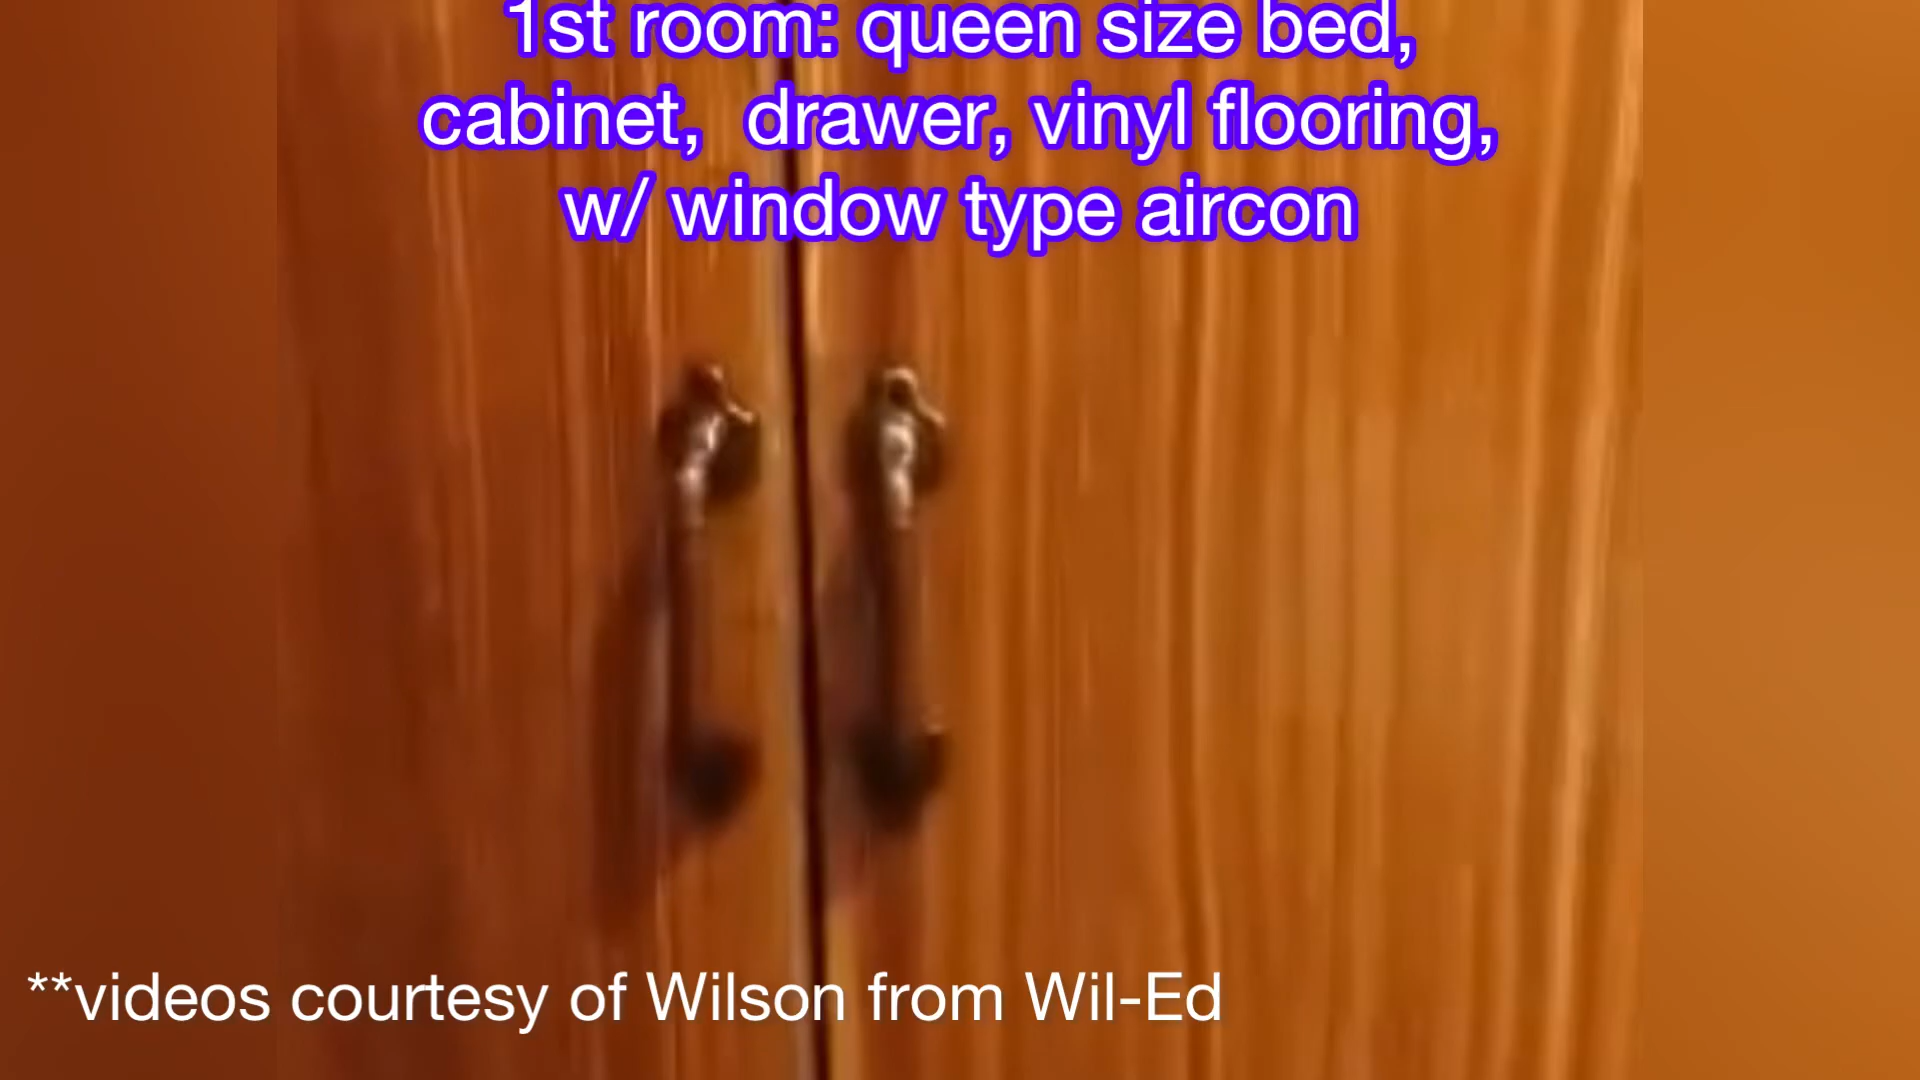 1st room: queen size bed,
cabinet,  drawer, vinyl flooring,
w/ window type aircon
**videos courtesy of Wilson from Wil-Ed